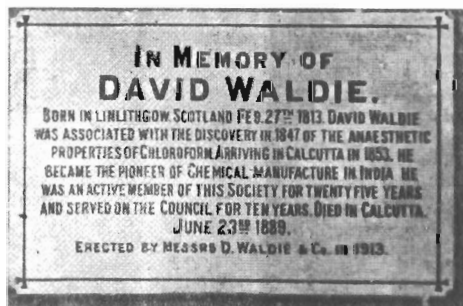 IN MEMORY OF
DAVID WALDIE.
BORN IN LINLITHGOW, SCOTLAND FEB. 27TH 1813. DAVID WALDIE
WAS ASSOCIATED WITH THE DISCOVERY IN 1847 OF THE ANAESTHETIC
PROPERTIES OF CHLOROFORM. ARRIVING IN CALCUTTA IN 1853. HE
BECAME THE PIONEER OF CHEMICAL MANUFACTURE IN INDIA HE
WAS AN ACTIVE MEMBER OF THIS SOCIETY FOR TWENTY FIVE YEARS
AND SERVED ON THE COUNCIL FOR TEN YEARS. DIED IN CALCUTTA.
JUNE 23RD 1889.
ERECTED BY MESSRS D. WALDIE & CO. IN 1913.